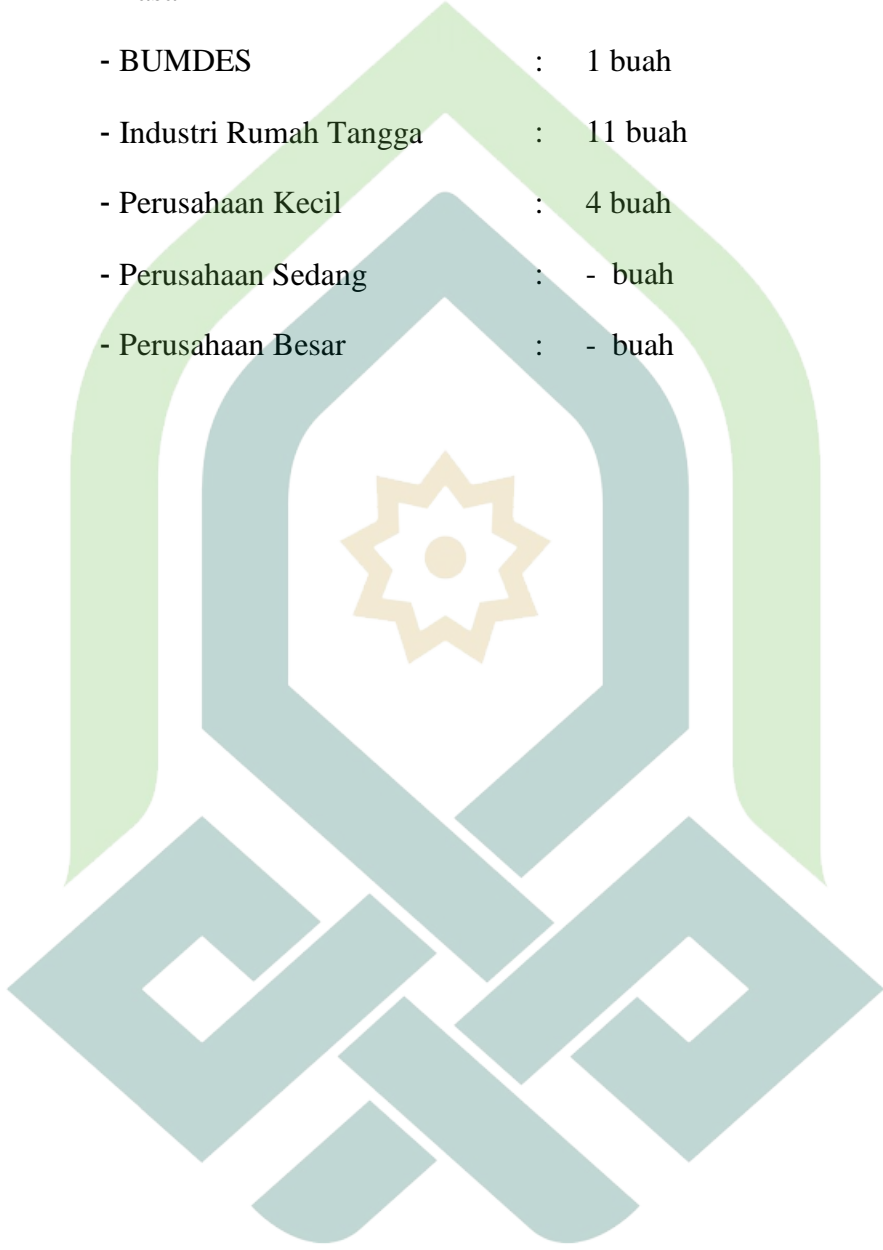 - BUMDES : 1 buah
- Industri Rumah Tangga : 11 buah
- Perusahaan Kecil : 4 buah
- Perusahaan Sedang : - buah
- Perusahaan Besar : - buah